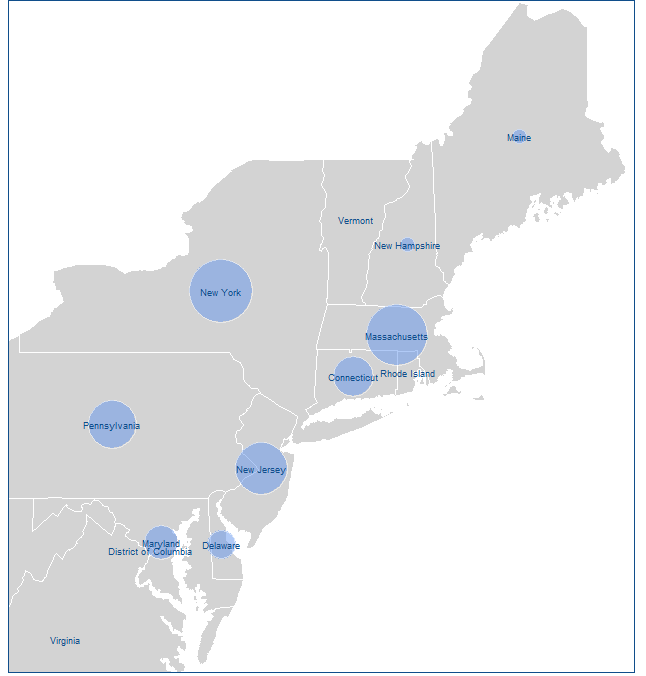 Maine
Vermont
New Hampshire
New York
Massachusetts
Rhode Island
Connecticut
Pennsylvania
New Jersey
Maryland
Delaware
District of Columbia
Virginia